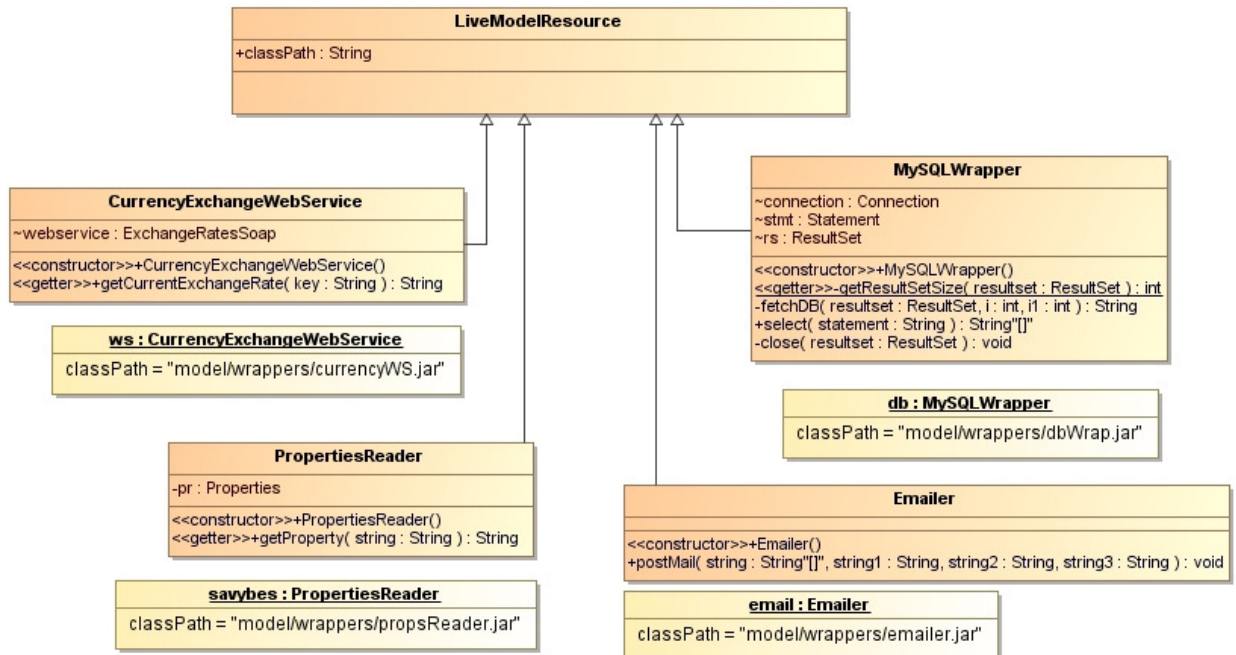 LiveModelResource
+classPath : String
CurrencyExchangeWebService
~webservice : ExchangeRatesSoap
<<constructor>>+CurrencyExchangeWebService()
<<getter>>+getCurrentExchangeRate( key : String ) : String
ws : CurrencyExchangeWebService
classPath = "model/wrappers/currencyWS.jar"
MySQLWrapper
~connection : Connection
~stmt : Statement
~rs : ResultSet
<<constructor>>+MySQLWrapper()
<<getter>>-getResultSetSize( resultset : ResultSet ) : int
-fetchDB( resultset : ResultSet, i : int, i1 : int ) : String
+select( statement : String ) : String"[]"
-close( resultset : ResultSet ) : void
db : MySQLWrapper
classPath = "model/wrappers/dbWrap.jar"
PropertiesReader
-pr : Properties
<<constructor>>+PropertiesReader()
<<getter>>+getProperty( string : String ) : String
savybes : PropertiesReader
classPath = "model/wrappers/propsReader.jar"
Emailer
<<constructor>>+Emailer()
+postMail( string : String"[]", string1 : String, string2 : String, string3 : String ) : void
email : Emailer
classPath = "model/wrappers/emailer.jar"